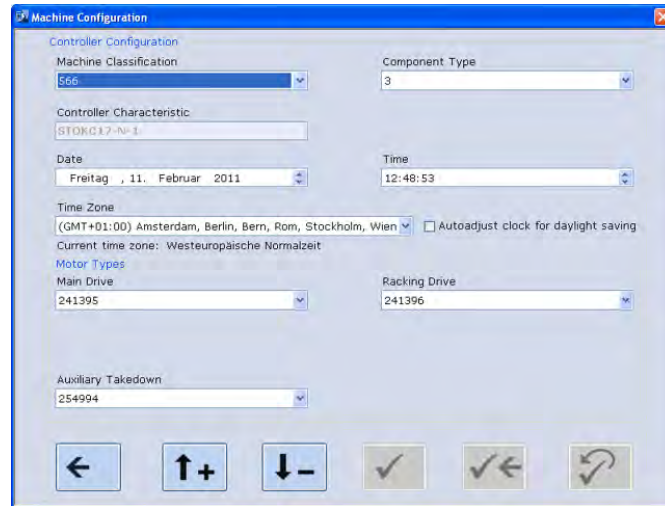 Machine Configuration
Controller Configuration
Machine Classification
Component Type
566
3
Controller Characteristic
STOKC17-N-1
Date
Time
Freitag , 11. Februar 2011
12:48:53
Time Zone
(GMT+01:00) Amsterdam, Berlin, Bern, Rom, Stockholm, Wien
Autoadjust clock for daylight saving
Current time zone: Westeuropäische Normalzeit
Motor Types
Main Drive
Racking Drive
241395
241396
Auxiliary Takedown
254994